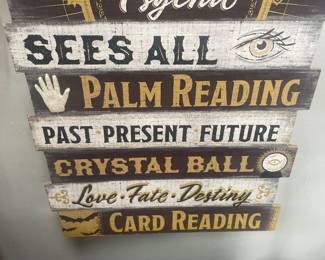 Psychic
SEES ALL
PALM READING
PAST PRESENT FUTURE
CRYSTAL BALL
Love · Fate · Destiny
CARD READING